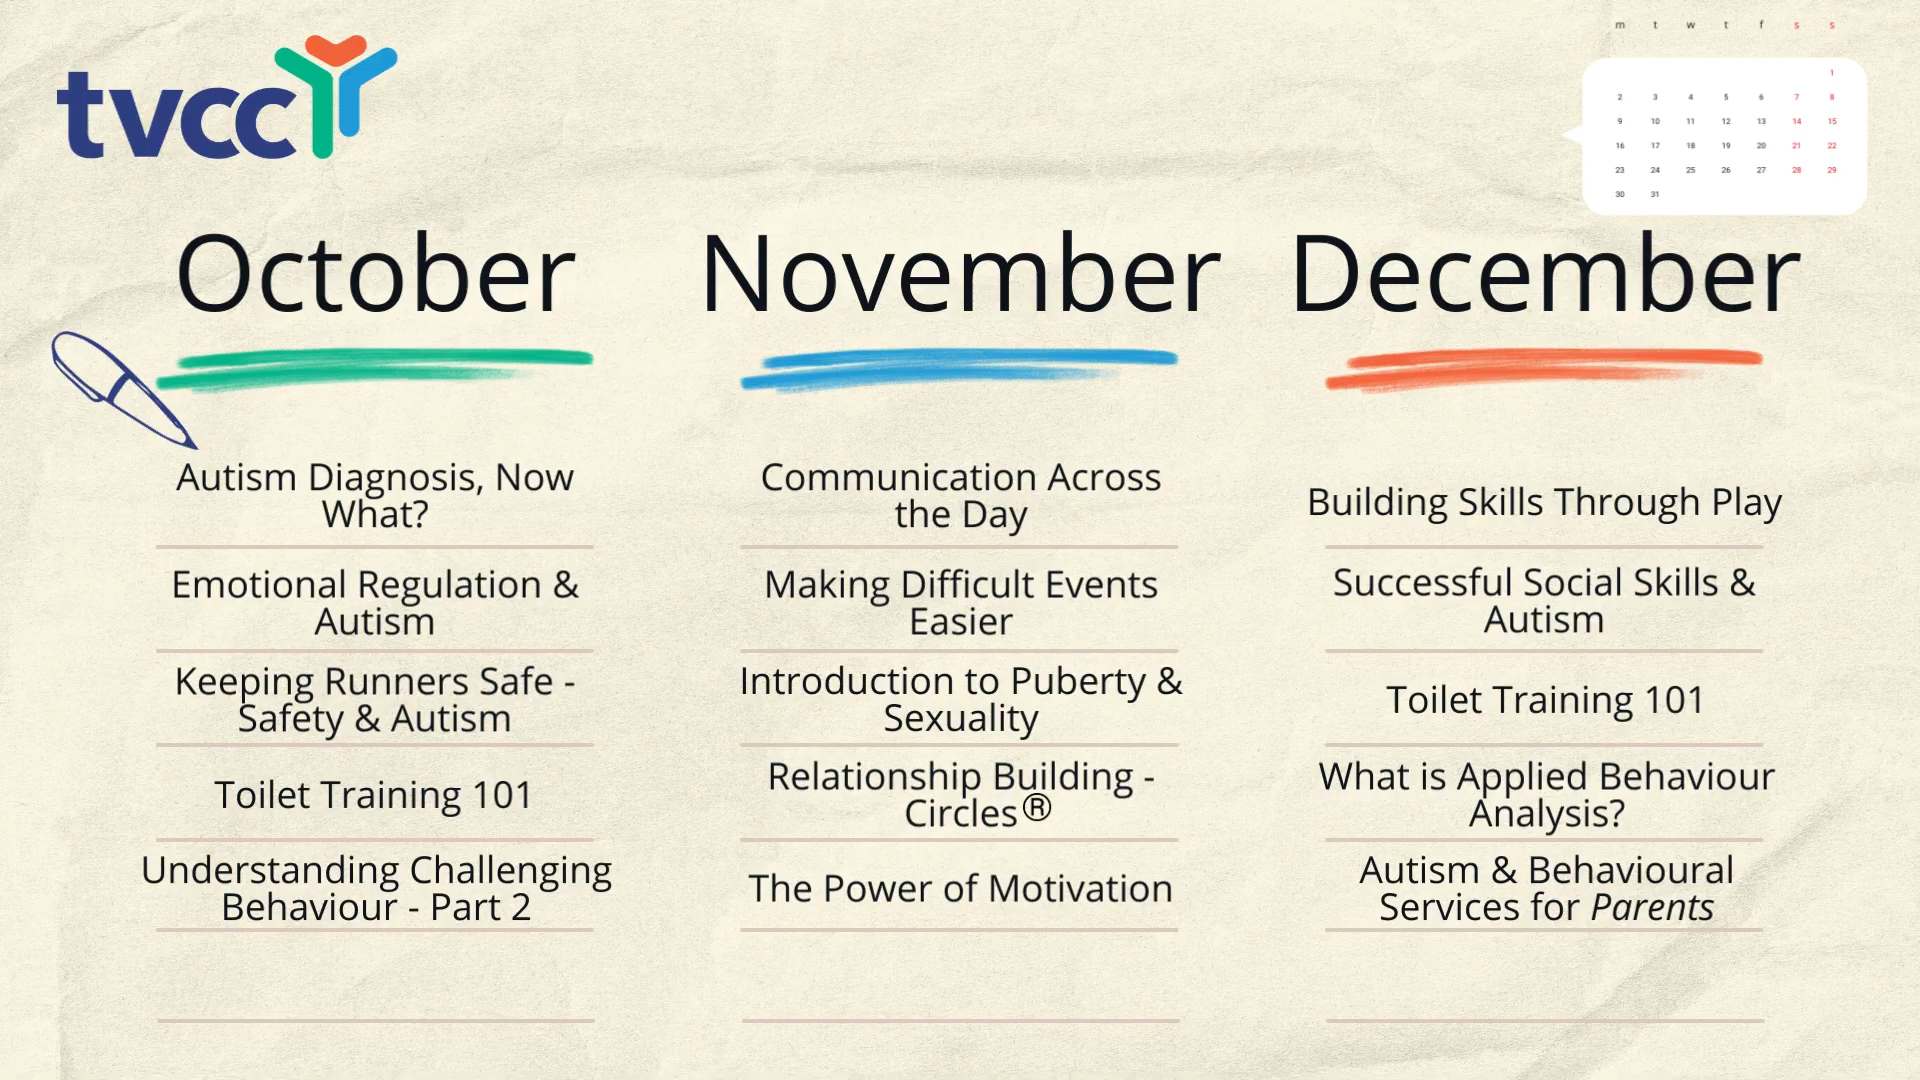 tvcc
m t w t f s s
1
2 3 4 5 6 7 8
9 10 11 12 13 14 15
16 17 18 19 20 21 22
23 24 25 26 27 28 29
30 31
October
Autism Diagnosis, Now
What?
Emotional Regulation &
Autism
Keeping Runners Safe -
Safety & Autism
Toilet Training 101
Understanding Challenging
Behaviour - Part 2
November
Communication Across
the Day
Making Difficult Events
Easier
Introduction to Puberty &
Sexuality
Relationship Building -
Circles®
The Power of Motivation
December
Building Skills Through Play
Successful Social Skills &
Autism
Toilet Training 101
What is Applied Behaviour
Analysis?
Autism & Behavioural
Services for Parents